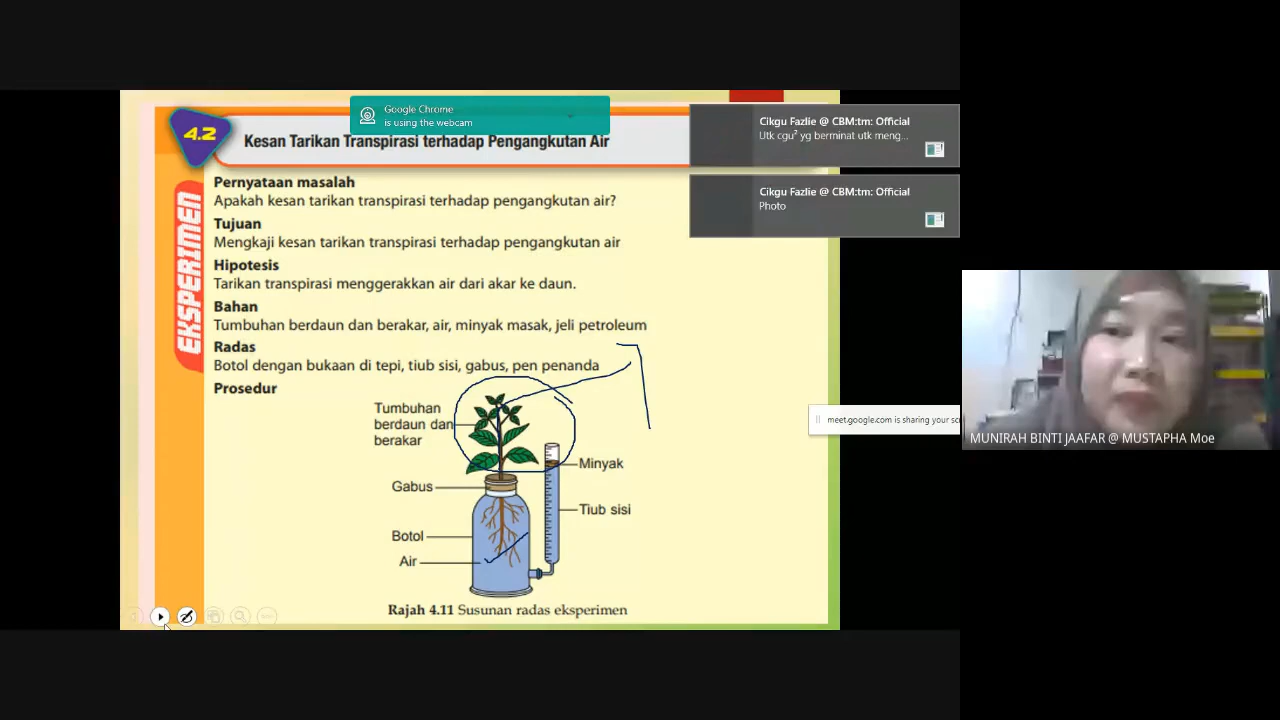 Google Chrome
is using the webcam
4.2
Kesan Tarikan Transpirasi terhadap Pengangkutan Air
Cikgu Fazlie @ CBM:tm: Official
Utk cgu² yg berminat utk meng...
Cikgu Fazlie @ CBM:tm: Official
Photo
EKSPERIMEN
Pernyataan masalah
Apakah kesan tarikan transpirasi terhadap pengangkutan air?
Tujuan
Mengkaji kesan tarikan transpirasi terhadap pengangkutan air
Hipotesis
Tarikan transpirasi menggerakkan air dari akar ke daun.
Bahan
Tumbuhan berdaun dan berakar, air, minyak masak, jeli petroleum
Radas
Botol dengan bukaan di tepi, tiub sisi, gabus, pen penanda
Prosedur
Tumbuhan
berdaun dan
berakar
Minyak
Gabus
Tiub sisi
Botol
Air
Rajah 4.11 Susunan radas eksperimen
meet.google.com is sharing your
MUNIRAH BINTI JAAFAR @ MUSTAPHA Moe